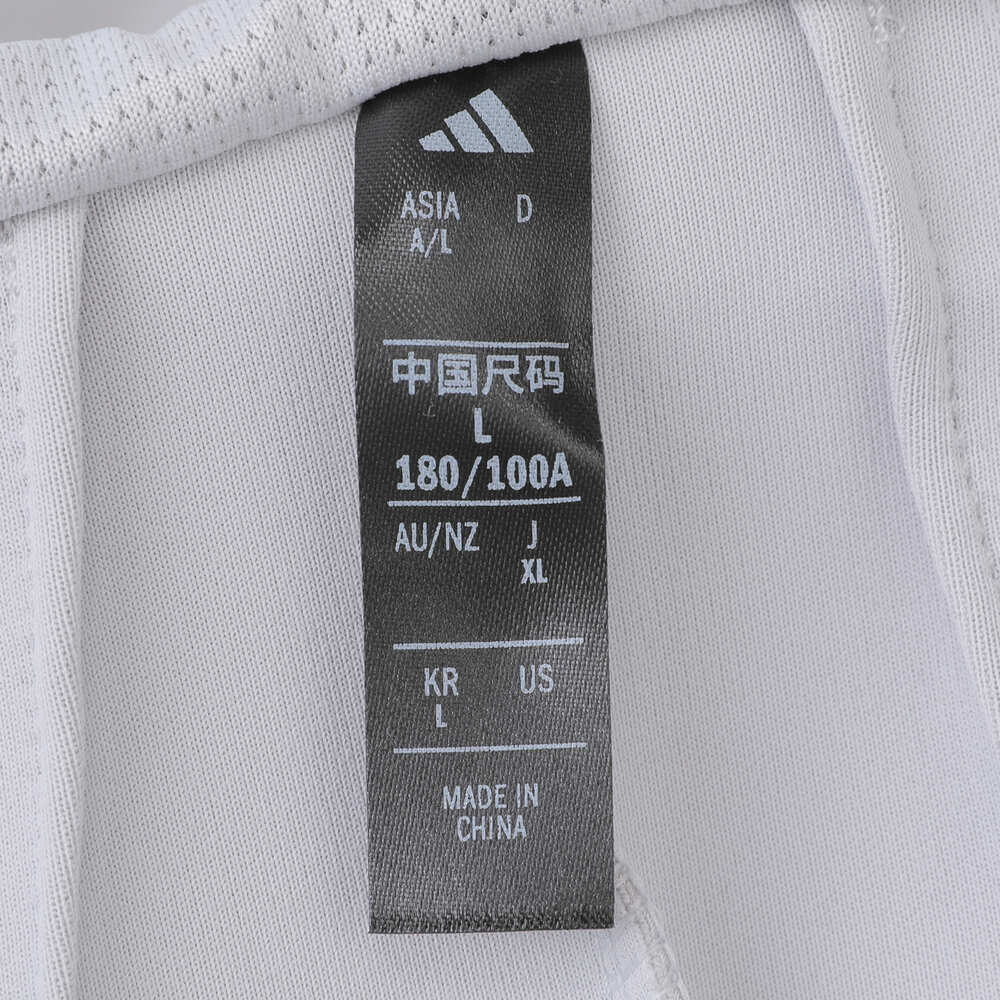 ASIA D
A/L
中国尺码
L
180/100A
AU/NZ J
XL
KR US
L
MADE IN
CHINA